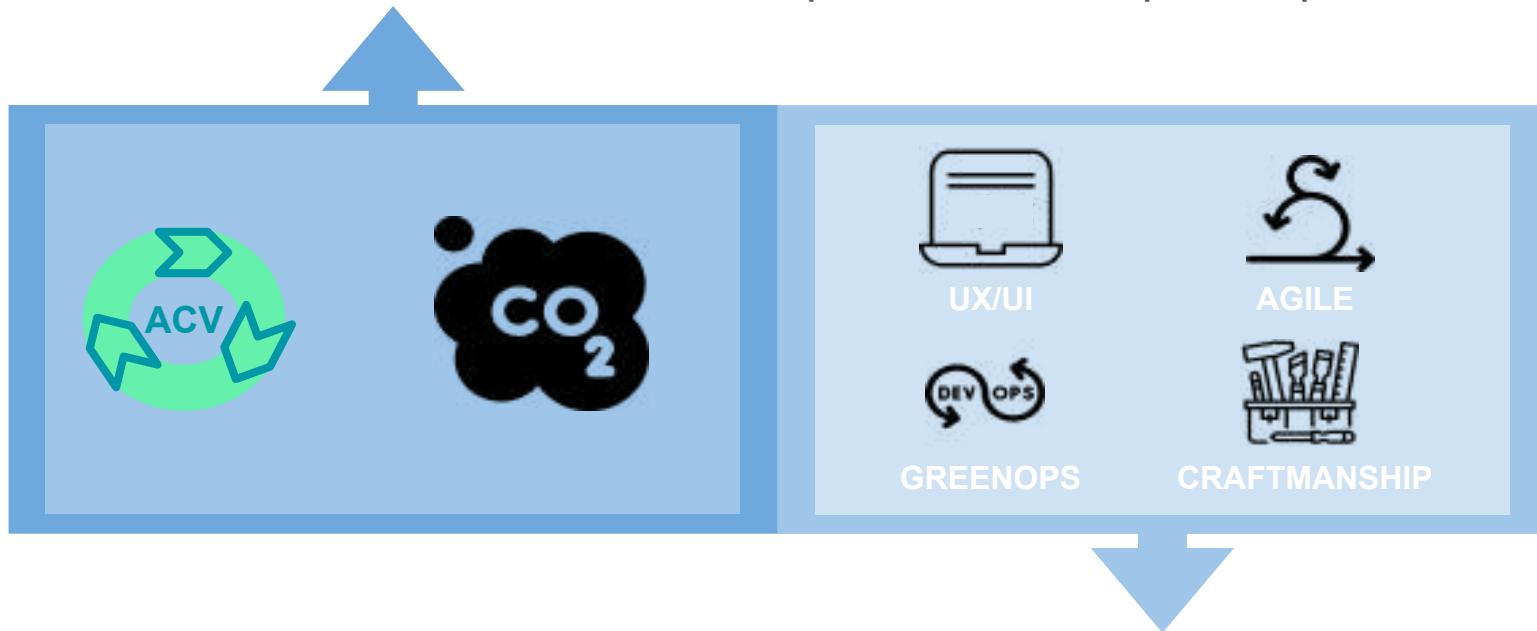 ACV
CO2
UX/UI
AGILE
DEV OPS
GREENOPS
CRAFTMANSHIP